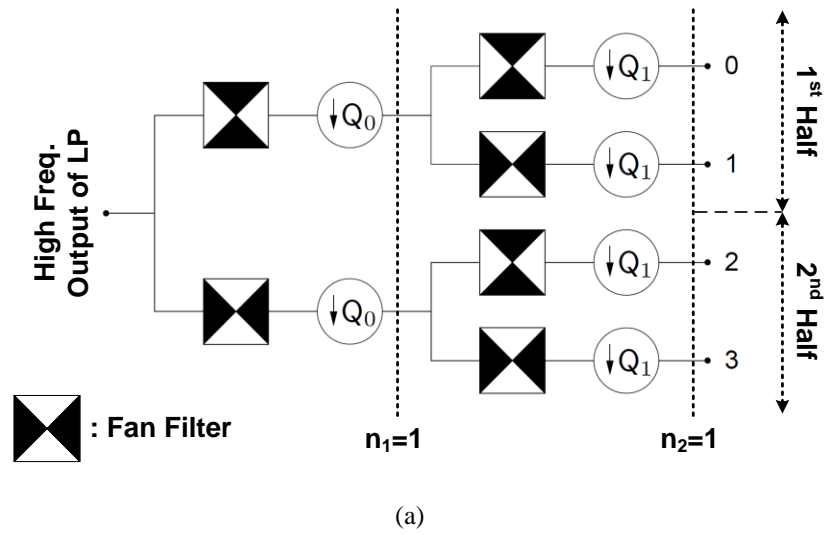 High Freq.
Output of LP
↓Q₀
↓Q₀
↓Q₁
↓Q₁
↓Q₁
↓Q₁
0
1
2
3
1st Half
2nd Half
: Fan Filter
n₁=1
n₂=1
(a)